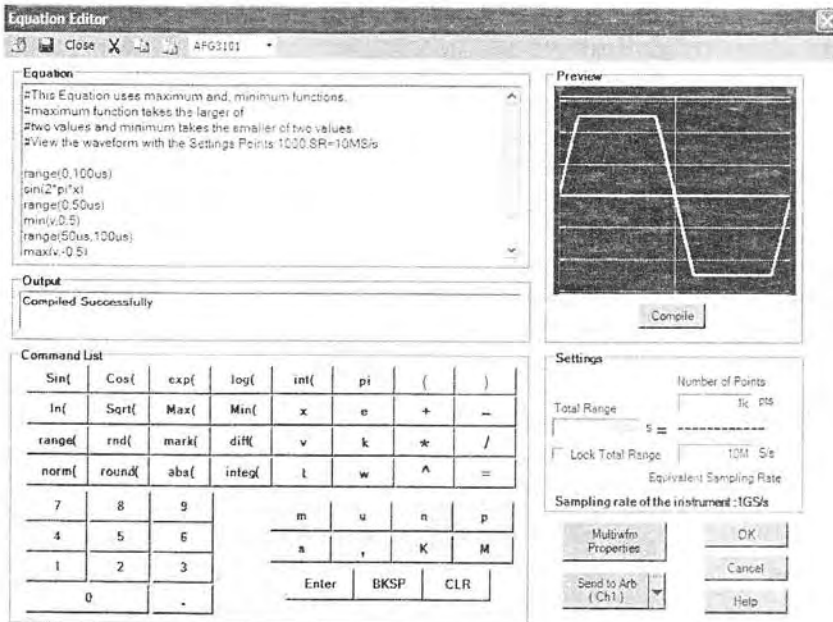 Equation Editor
Close X AFG3101
Equation
#This Equation uses maximum and, minimum functions,
#maximum function takes the larger of
#two values and minimum takes the smaller of two values.
#View the waveform with the Settings Points:1000,SR=10MS/s
range(0,100us)
sin(2*pi*x)
range(0,50us)
min(v,0.5)
range(50us,100us)
max(v,-0.5)
Output
Compiled Successfully
Preview
Compile
Command List
Sin( Cos( exp( log( int( pi ( )
ln( Sqrt( Max( Min( x e + -
range( rnd( mark( diff( v k * /
norm( round( abs( integ( t w ^ =
7 8 9
4 5 6
1 2 3
0 .
m u n p
a , K M
Enter BKSP CLR
Settings
Number of Points
1k pts
Total Range
s =
Lock Total Range
10M S/s
Equivalent Sampling Rate
Sampling rate of the instrument :1GS/s
Multiwfm Properties
OK
Cancel
Send to Arb
(Ch1)
Help